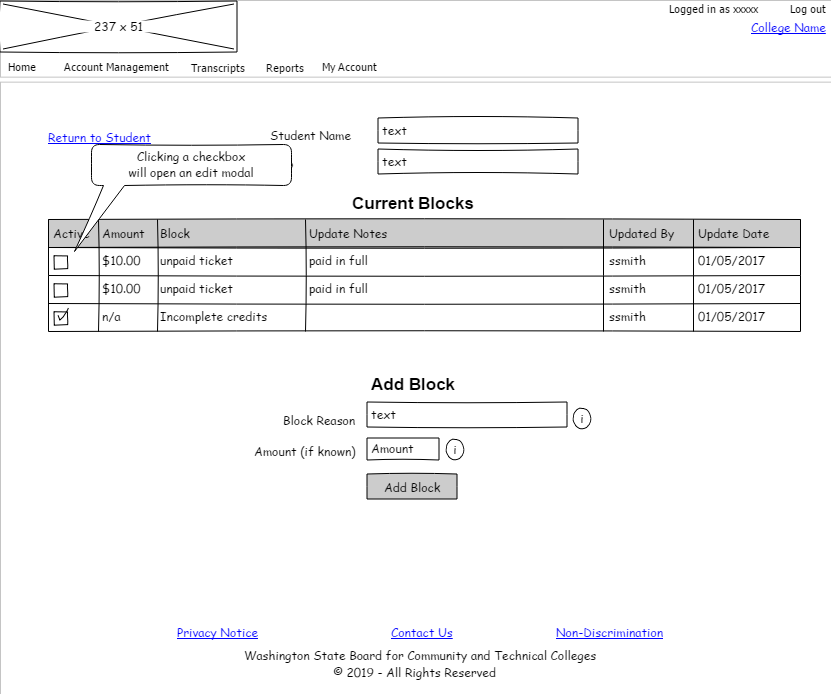 Logged in as xxxxx Log out
237 x 51
College Name
Home Account Management Transcripts Reports My Account
Return to Student Student Name text
Clicking a checkbox
will open an edit modal
text
Current Blocks
Active Amount Block Update Notes Updated By Update Date
$10.00 unpaid ticket paid in full ssmith 01/05/2017
$10.00 unpaid ticket paid in full ssmith 01/05/2017
n/a Incomplete credits ssmith 01/05/2017
Add Block
Block Reason text i
Amount (if known) Amount i
Add Block
Privacy Notice Contact Us Non-Discrimination
Washington State Board for Community and Technical Colleges
© 2019 - All Rights Reserved